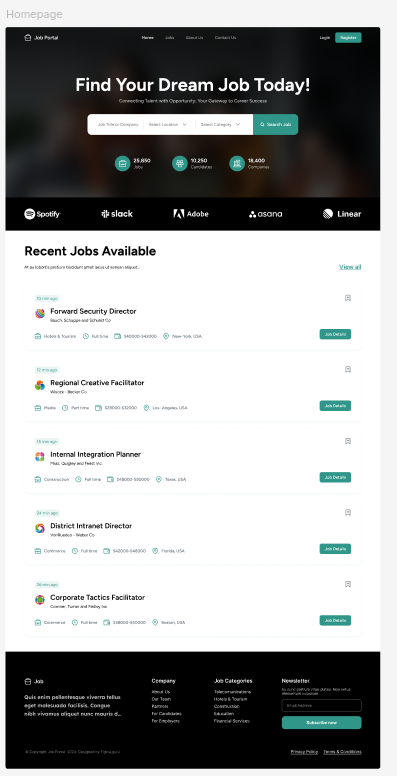 Homepage
Job Portal
Home Jobs About Us Contact Us
Login Register
Find Your Dream Job Today!
Connecting Talent with Opportunity: Your Gateway to Career Success
Job Title or Company Select Location Select Category Search Job
25,850 Jobs
10,250 Candidates
18,400 Companies
Spotify slack Adobe asana Linear
Recent Jobs Available
At eu lobortis pretium tincidunt amet lacus ut aenean aliquet. View all
10 min ago
Forward Security Director
Bauch, Schuppe and Schulist Co
Hotels & Tourism Full time $40000-$42000 New-York, USA Job Details
12 min ago
Regional Creative Facilitator
Wisozk - Becker Co
Media Part time $28000-$32000 Los-Angeles, USA Job Details
15 min ago
Internal Integration Planner
Mraz, Quigley and Feest Inc.
Construction Full time $48000-$50000 Texas, USA Job Details
24 min ago
District Intranet Director
VonRueden - Weber Co
Commerce Full time $42000-$48000 Florida, USA Job Details
26 min ago
Corporate Tactics Facilitator
Cormier, Turner and Flatley Inc
Commerce Full time $38000-$40000 Boston, USA Job Details
Job
Quis enim pellentesque viverra tellus
eget malesuada facilisis. Congue
nibh vivamus aliquet nunc mauris d...
Company
About Us
Our Team
Partners
For Candidates
For Employers
Job Categories
Telecomunications
Hotels & Tourism
Construction
Education
Financial Services
Newsletter
Eu nunc pretium vitae platea. Non netus
elementum vulputate
Email Address
Subscribe now
© Copyright Job Portal 2024. Designed by Figma.guru
Privacy Policy Terms & Conditions